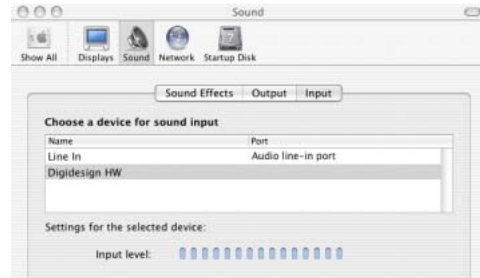 Sound
Show All Displays Sound Network Startup Disk
Sound Effects Output Input
Choose a device for sound input
Name Port
Line In Audio line-in port
Digidesign HW
Settings for the selected device:
Input level: